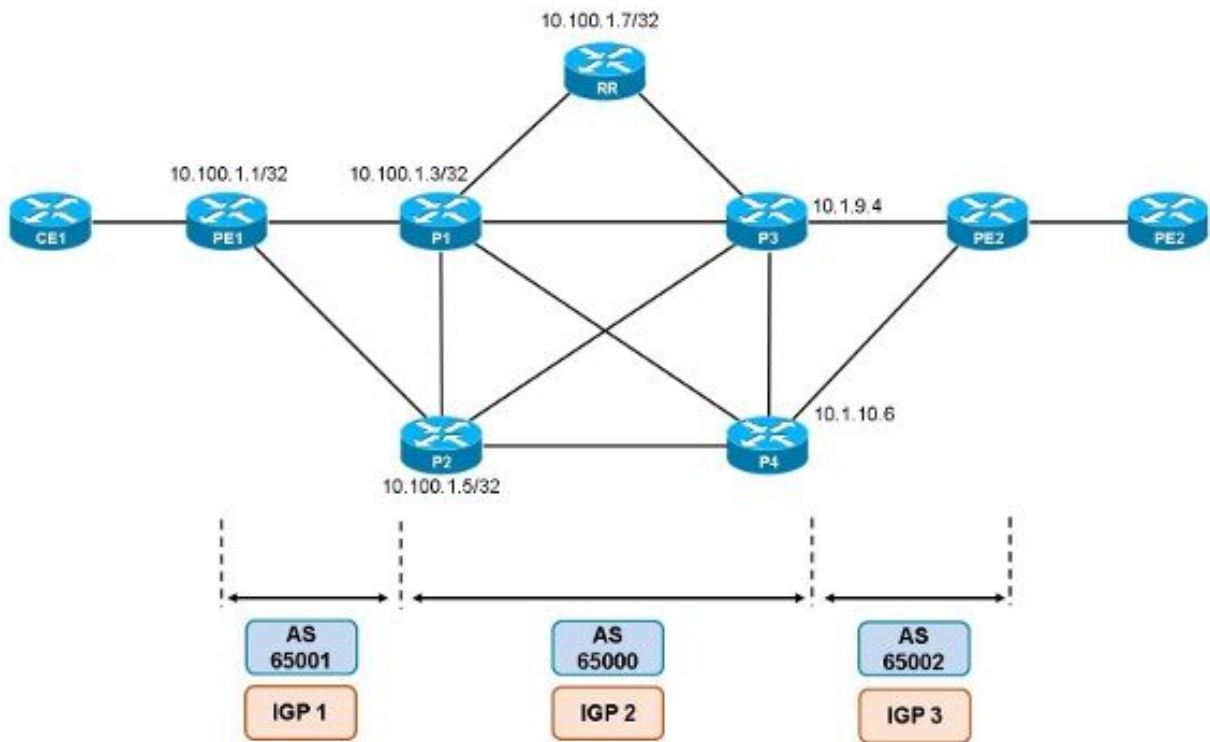 10.100.1.7/32
RR
10.100.1.1/32
10.100.1.3/32
10.1.9.4
CE1
PE1
P1
P3
PE2
PE2
10.1.10.6
P2
P4
10.100.1.5/32
AS
65001
AS
65000
AS
65002
IGP 1
IGP 2
IGP 3